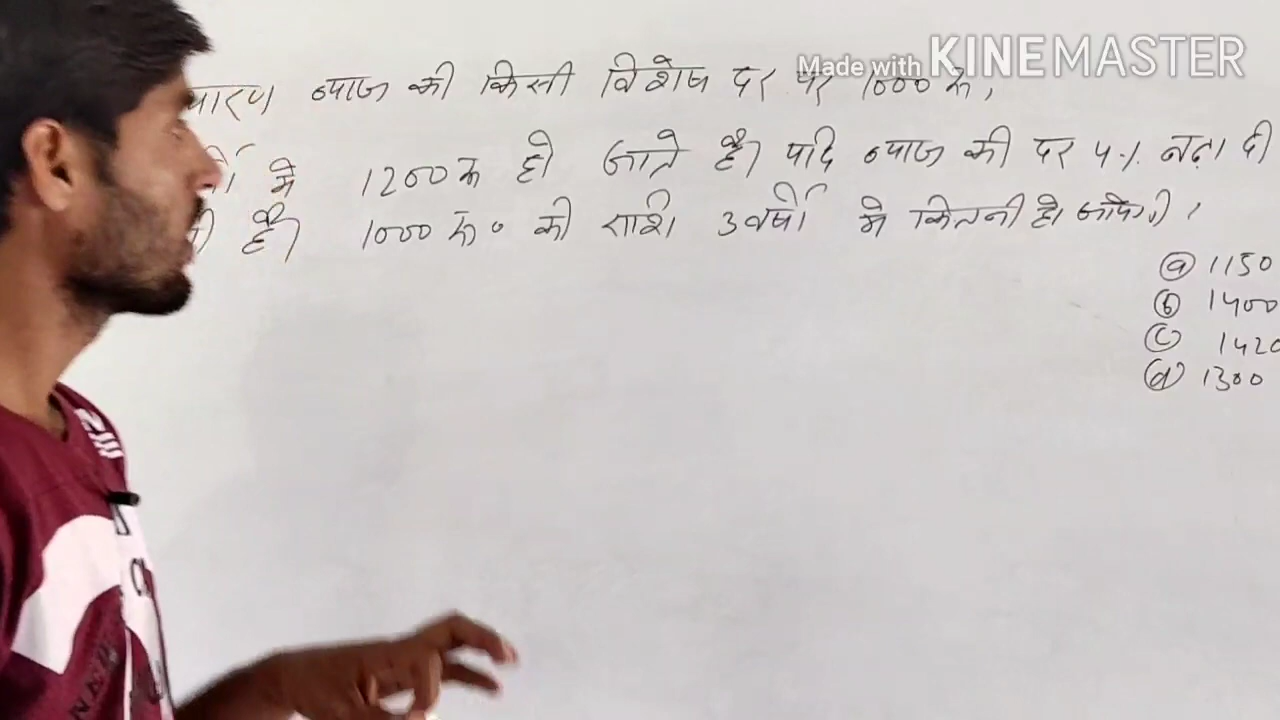 Made with KINEMASTER
ब्याज की किसी विशेष दर पर 1000 रु,
में 1200 रु हो जाते है। यदि ब्याज की दर 4% बढ़ा दी
है। 1000 रु० की राशि 3 वर्षों में कितनी हो जायेगी।
(a) 1150
(b) 1400
(c) 1420
(d) 1300